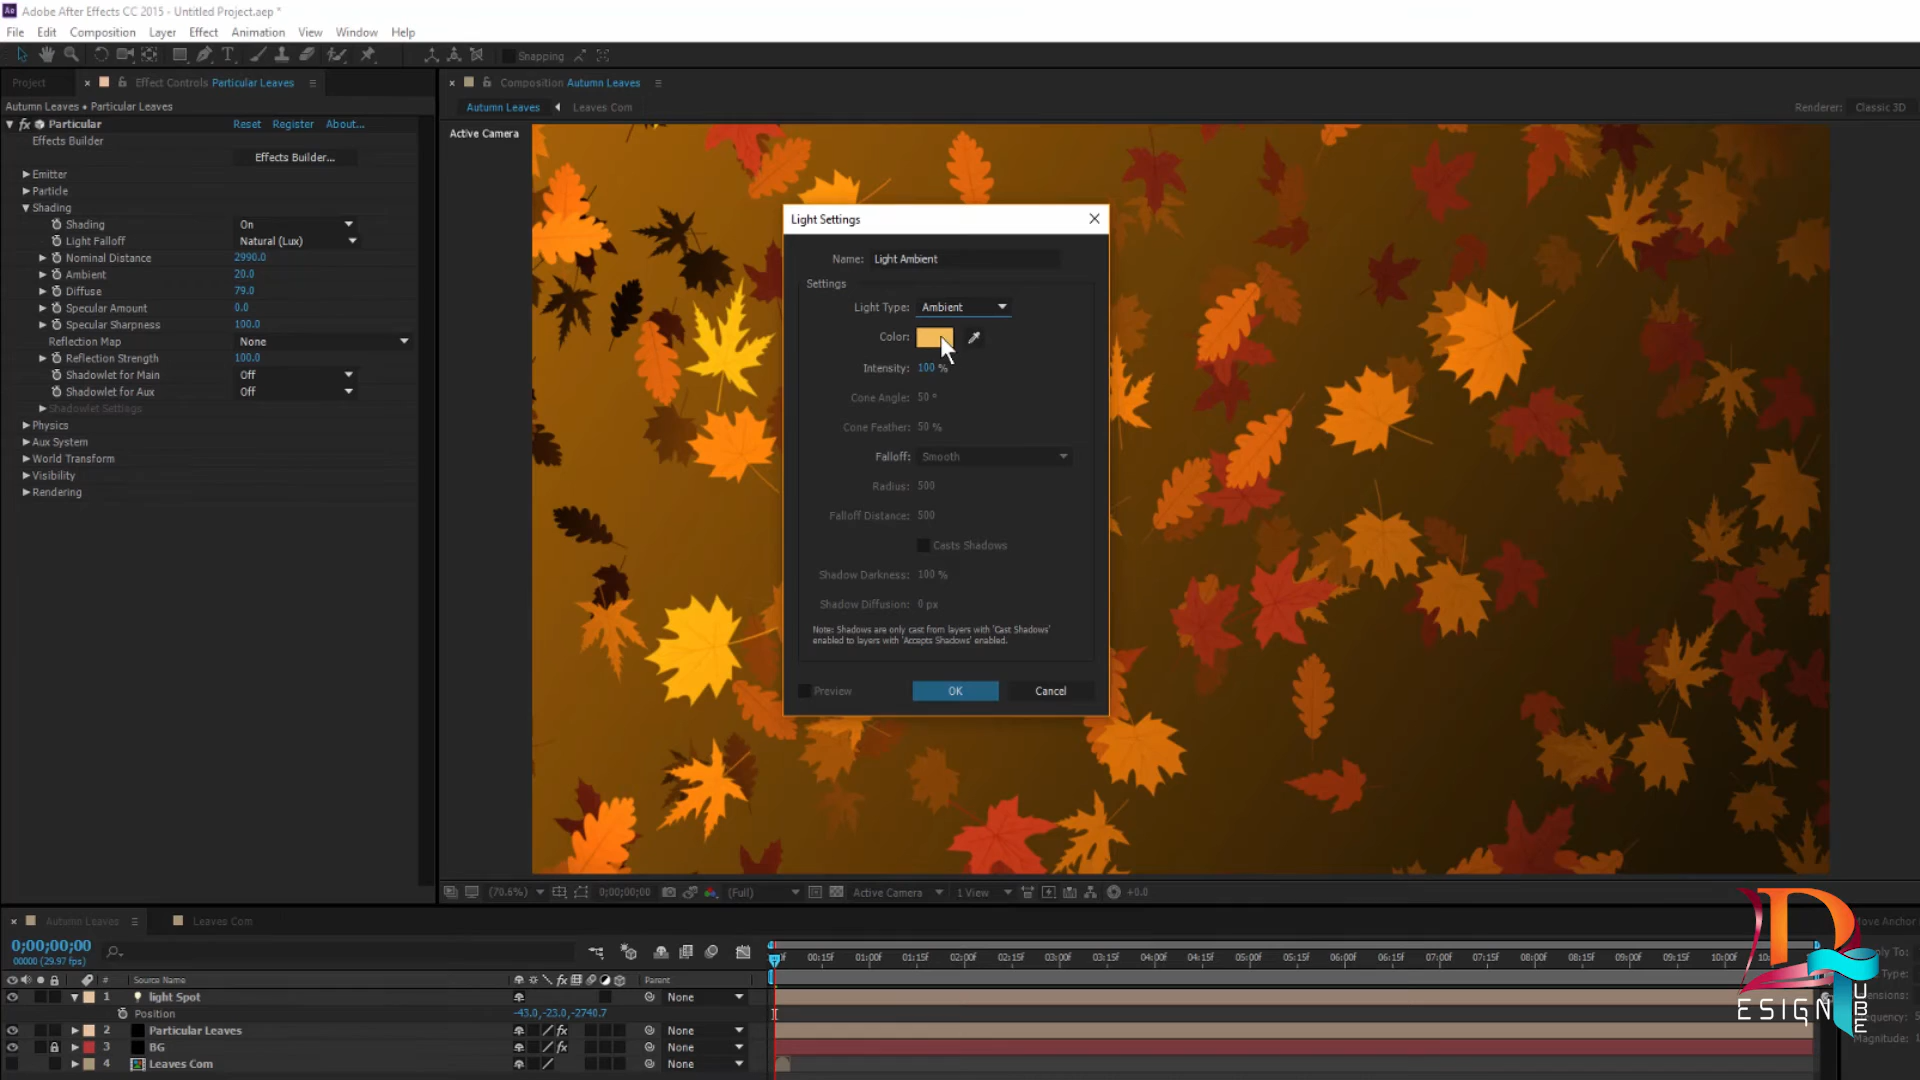 Adobe After Effects CC 2015 - Untitled Project.aep *
File Edit Composition Layer Effect Animation View Window Help
Snapping
Project Effect Controls Particular Leaves
Composition Autumn Leaves
Autumn Leaves • Particular Leaves
Autumn Leaves Leaves Com
Renderer: Classic 3D
Particular Reset Register About...
Active Camera
Effects Builder
Effects Builder...
Emitter
Particle
Shading
Shading On
Light Falloff Natural (Lux)
Nominal Distance 2990.0
Ambient 20.0
Diffuse 79.0
Specular Amount 0.0
Specular Sharpness 100.0
Reflection Map None
Reflection Strength 100.0
Shadowlet for Main Off
Shadowlet for Aux Off
Shadowlet Settings
Physics
Aux System
World Transform
Visibility
Rendering
Light Settings
Name: Light Ambient
Settings
Light Type: Ambient
Color:
Intensity: 100 %
Cone Angle: 50 °
Cone Feather: 50 %
Falloff: Smooth
Radius: 500
Falloff Distance: 500
Casts Shadows
Shadow Darkness: 100 %
Shadow Diffusion: 0 px
Note: Shadows are only cast from layers with 'Cast Shadows'
enabled to layers with 'Accepts Shadows' enabled.
Preview OK Cancel
(70.6%) 0;00;00;00 (Full) Active Camera 1 View +0.0
Autumn Leaves Leaves Com
0;00;00;00
00000 (29.97 fps)
00:15f 01:00f 01:15f 02:00f 02:15f 03:00f 03:15f 04:00f 04:15f 05:00f 05:15f 06:00f 06:15f 07:00f 07:15f 08:00f 08:15f 09:00f 09:15f 10:00f
# Source Name Parent
1 light Spot None
Position -43.0,-23.0,-2740.7
2 Particular Leaves None
3 BG None
4 Leaves Com None
Move Anchor
Type:
Magnitude:
ESIGN
UBE